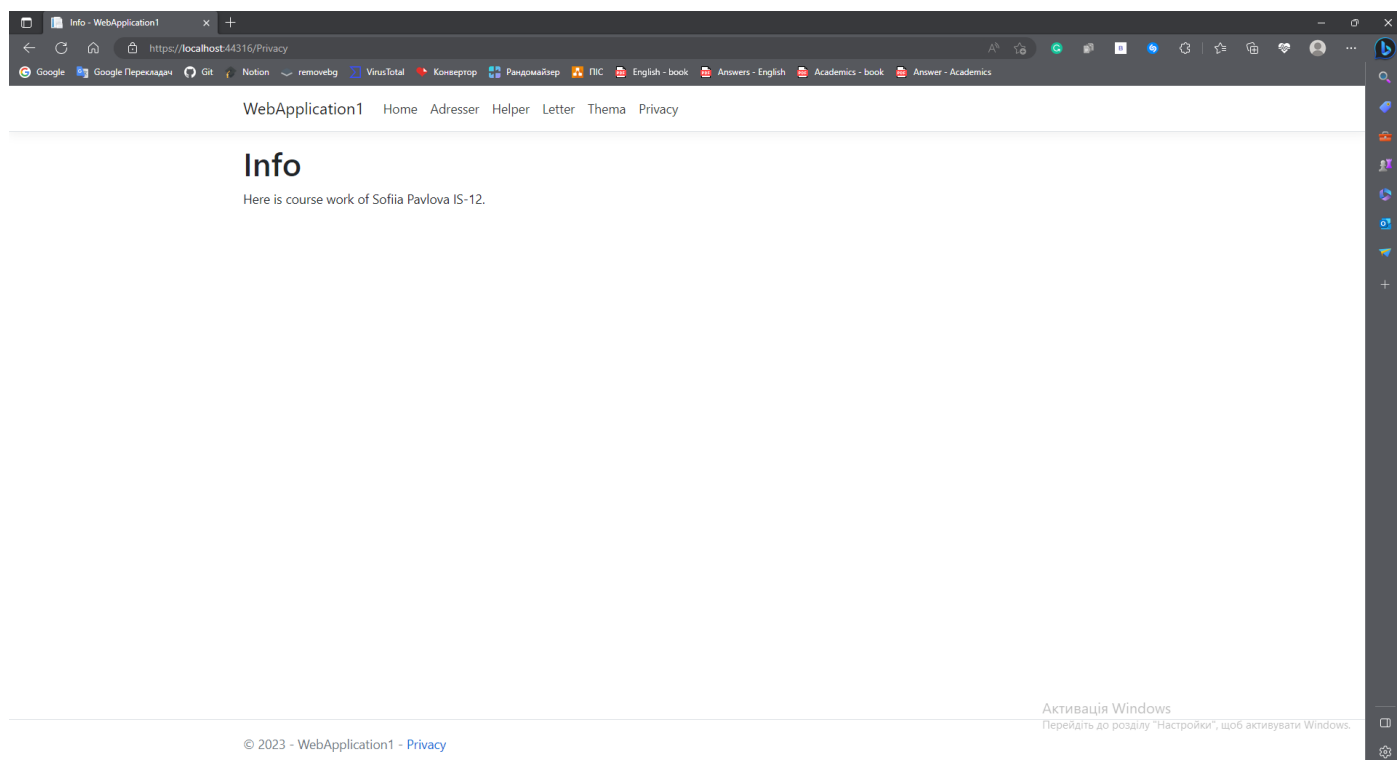 Info - WebApplication1
https://localhost:44316/Privacy
Google Google Перекладач Git Notion removebg VirusTotal Конвертор Рандомайзер ПІС English - book Answers - English Academics - book Answer - Academics
WebApplication1 Home Adresser Helper Letter Thema Privacy
Info
Here is course work of Sofiia Pavlova IS-12.
Активація Windows
Перейдіть до розділу "Настройки", щоб активувати Windows.
© 2023 - WebApplication1 - Privacy